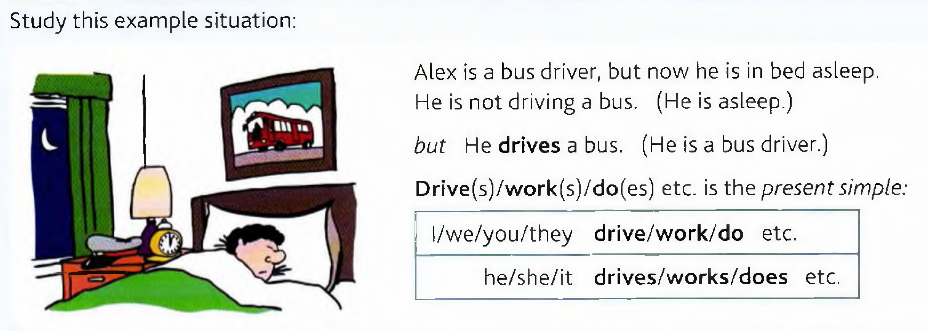 Study this example situation:
Alex is a bus driver, but now he is in bed asleep.
He is not driving a bus. (He is asleep.)
but He drives a bus. (He is a bus driver.)
Drive(s)/work(s)/do(es) etc. is the present simple:
I/we/you/they drive/work/do etc.
he/she/it drives/works/does etc.